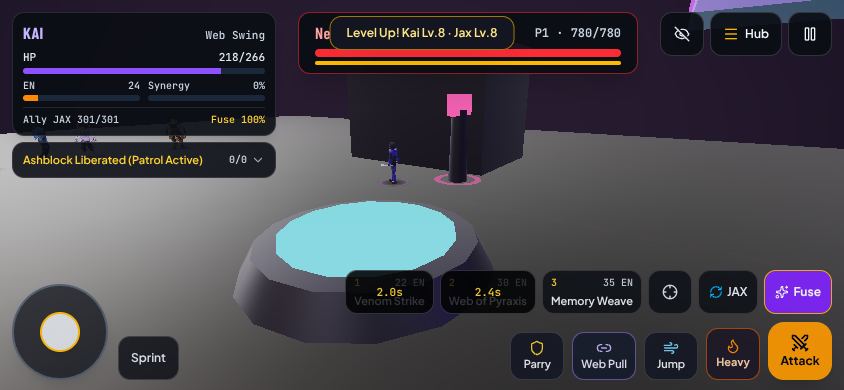 KAI
Web Swing
HP 218/266
EN 24 Synergy 0%
Ally JAX 301/301 Fuse 100%
Ashblock Liberated (Patrol Active) 0/0
Level Up! Kai Lv.8 · Jax Lv.8
P1 · 780/780
Hub
1 22 EN
2.0s
Venom Strike
2 30 EN
2.4s
Web of Pyraxis
3 35 EN
Memory Weave
JAX
Fuse
Sprint
Parry
Web Pull
Jump
Heavy
Attack